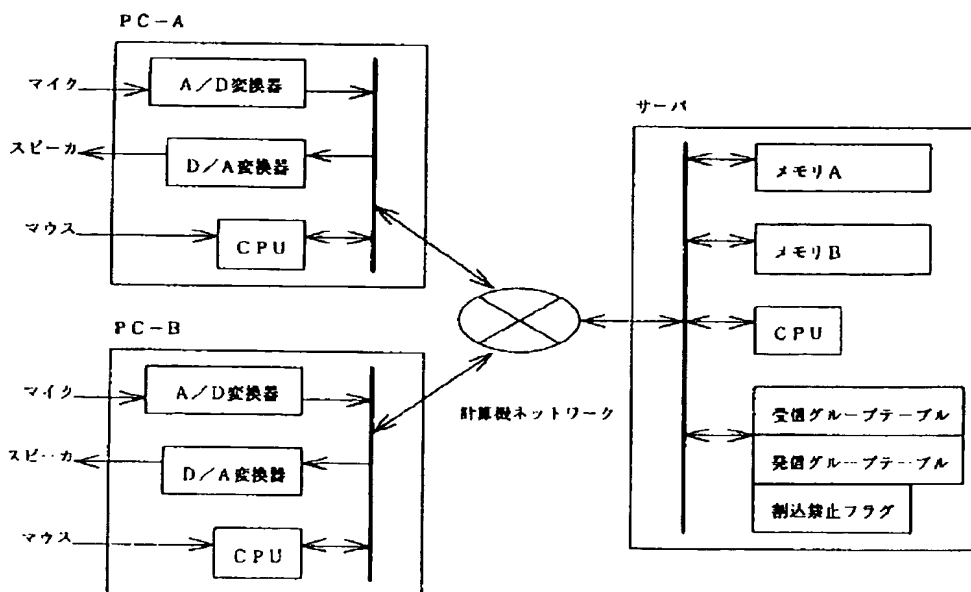 PC-A
マイク
A/D変換器
スピーカ
D/A変換器
マウス
CPU
PC-B
マイク
A/D変換器
スピーカ
D/A変換器
マウス
CPU
計算機ネットワーク
サーバ
メモリA
メモリB
CPU
受信グループテーブル
発信グループテーブル
割込禁止フラグ